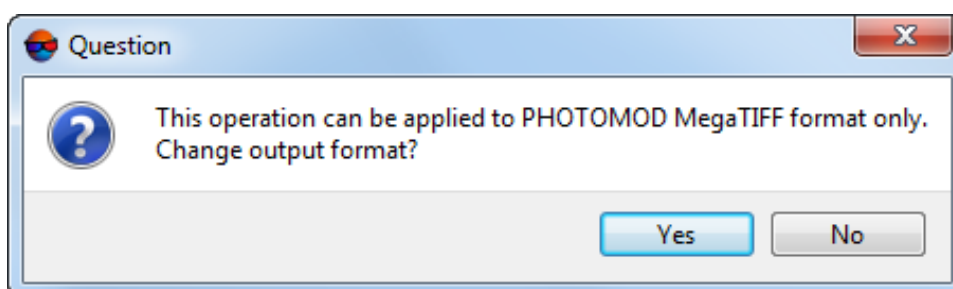 Question
This operation can be applied to PHOTOMOD MegaTIFF format only.
Change output format?
Yes No